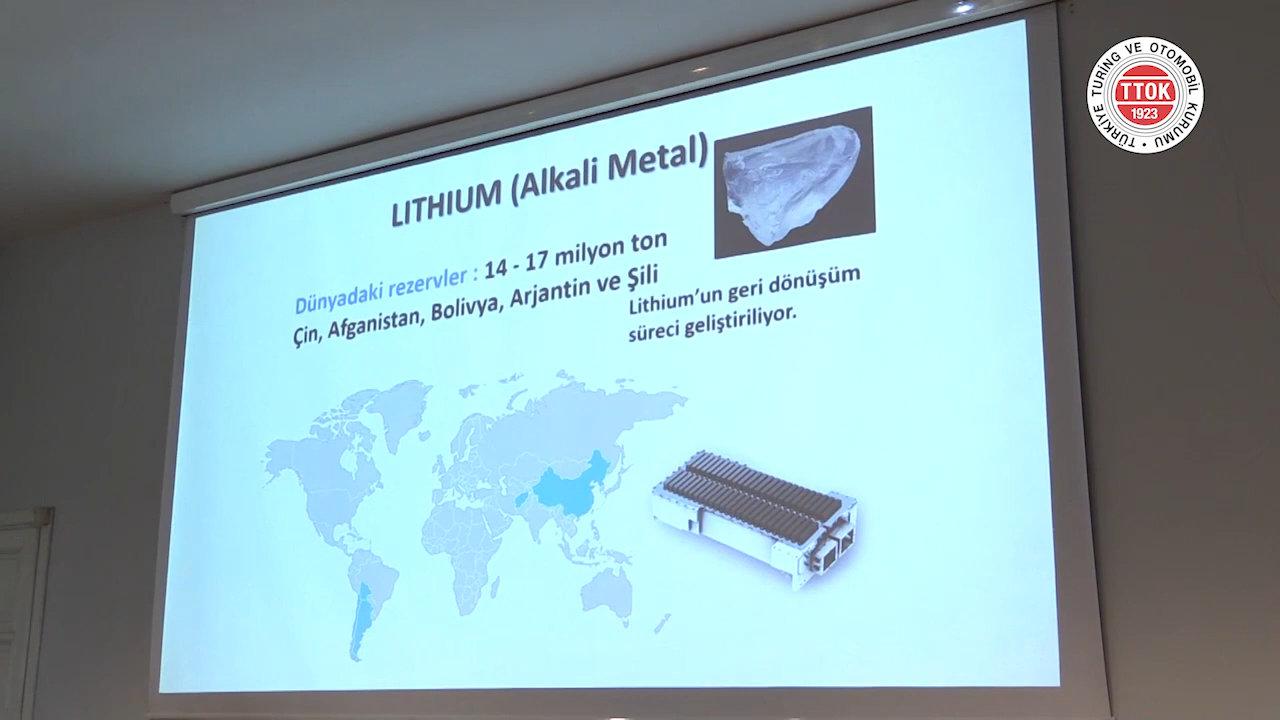 LITHIUM (Alkali Metal)
Dünyadaki rezervler : 14 - 17 milyon ton
Çin, Afganistan, Bolivya, Arjantin ve Şili
Lithium’un geri dönüşüm
süreci geliştiriliyor.
TÜRKİYE TURİNG VE OTOMOBİL KURUMU •
TTOK
1923